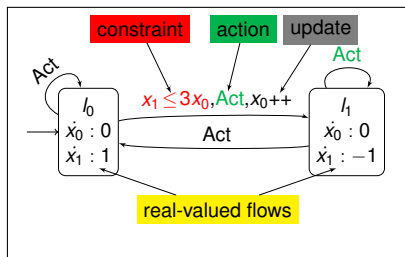 constraint action update
Act
Act
x₁ ≤ 3x₀, Act, x₀++
l₀
ẋ₀ : 0
ẋ₁ : 1
Act
l₁
ẋ₀ : 0
ẋ₁ : −1
real-valued flows